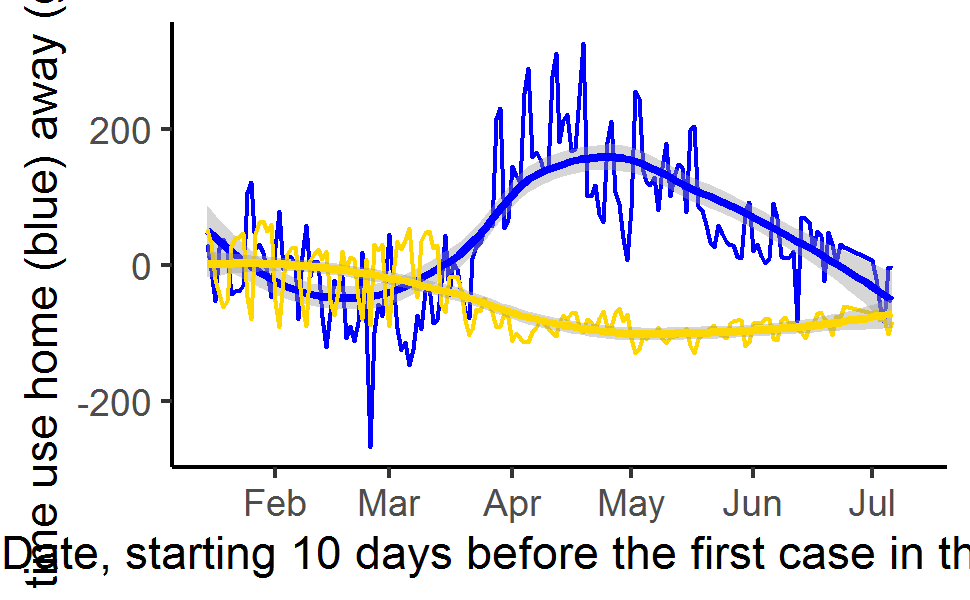 time use home (blue) away (
200
0
-200
Feb Mar Apr May Jun Jul
Date, starting 10 days before the first case in th